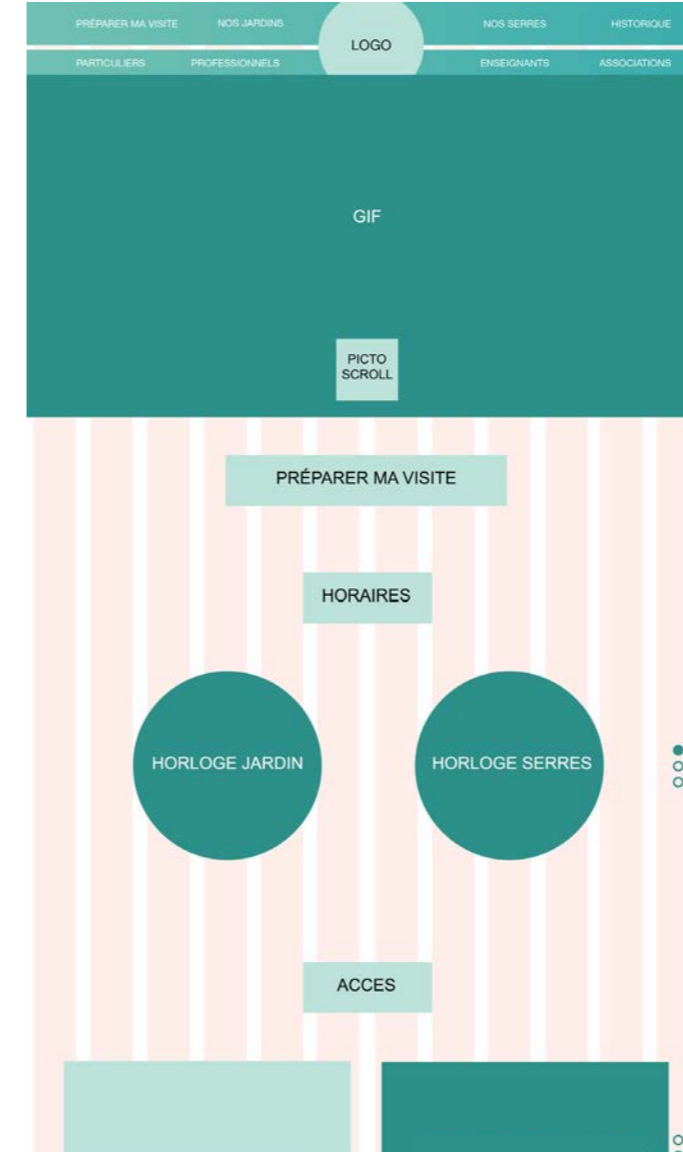 PRÉPARER MA VISITE NOS JARDINS LOGO NOS SERRES HISTORIQUE
PARTICULIERS PROFESSIONNELS ENSEIGNANTS ASSOCIATIONS
GIF
PICTO
SCROLL
PRÉPARER MA VISITE
HORAIRES
HORLOGE JARDIN HORLOGE SERRES
ACCES